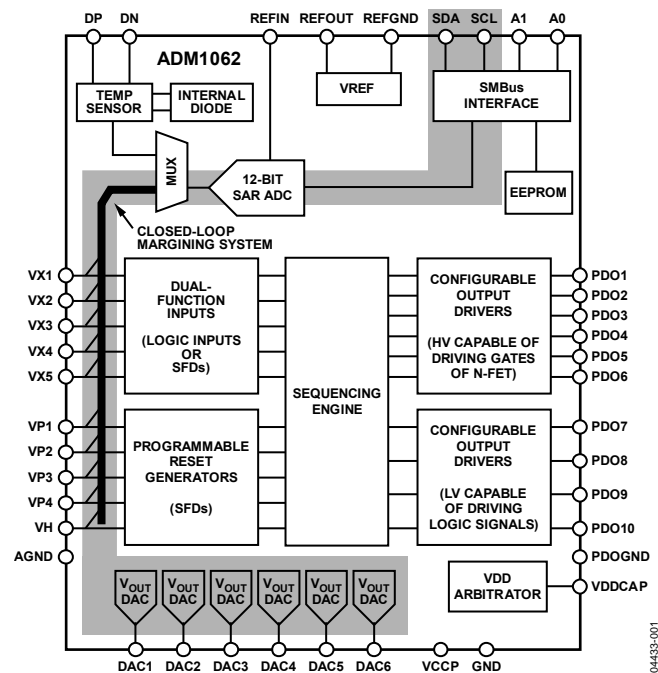 DP DN REFIN REFOUT REFGND SDA SCL A1 A0
ADM1062
TEMP
SENSOR
INTERNAL
DIODE
VREF
SMBus
INTERFACE
MUX
12-BIT
SAR ADC
EEPROM
CLOSED-LOOP
MARGINING SYSTEM
VX1
VX2
VX3
VX4
VX5
DUAL-
FUNCTION
INPUTS
(LOGIC INPUTS
OR
SFDs)
SEQUENCING
ENGINE
CONFIGURABLE
OUTPUT
DRIVERS
(HV CAPABLE OF
DRIVING GATES
OF N-FET)
PDO1
PDO2
PDO3
PDO4
PDO5
PDO6
VP1
VP2
VP3
VP4
VH
AGND
PROGRAMMABLE
RESET
GENERATORS
(SFDs)
CONFIGURABLE
OUTPUT
DRIVERS
(LV CAPABLE
OF DRIVING
LOGIC SIGNALS)
PDO7
PDO8
PDO9
PDO10
PDOGND
VDDCAP
VDD
ARBITRATOR
VOUT
DAC
VOUT
DAC
VOUT
DAC
VOUT
DAC
VOUT
DAC
VOUT
DAC
DAC1 DAC2 DAC3 DAC4 DAC5 DAC6 VCCP GND
04433-001